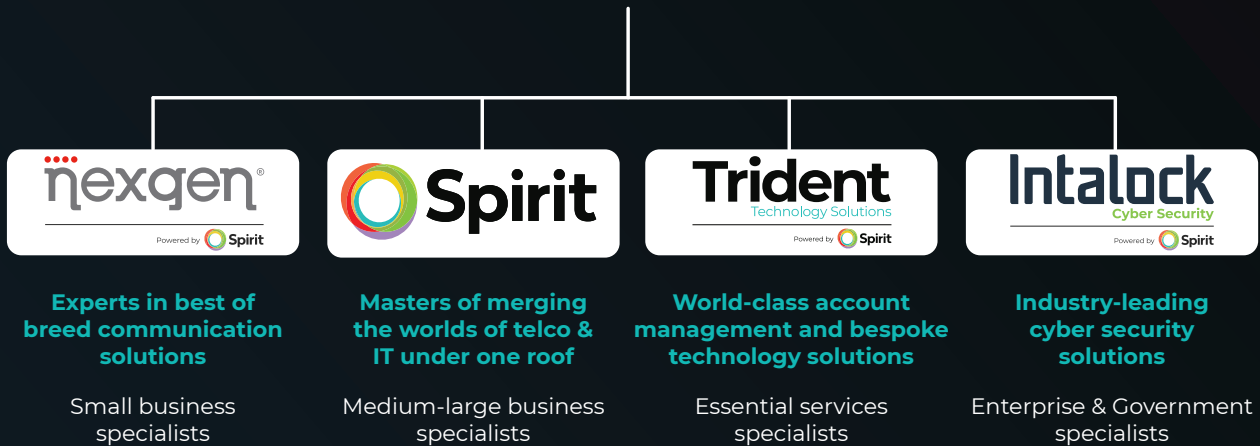 nexgen®
Powered by Spirit
Experts in best of
breed communication
solutions
Small business
specialists
Spirit
Masters of merging
the worlds of telco &
IT under one roof
Medium-large business
specialists
Trident
Technology Solutions
Powered by Spirit
World-class account
management and bespoke
technology solutions
Essential services
specialists
Intalock
Cyber Security
Powered by Spirit
Industry-leading
cyber security
solutions
Enterprise & Government
specialists